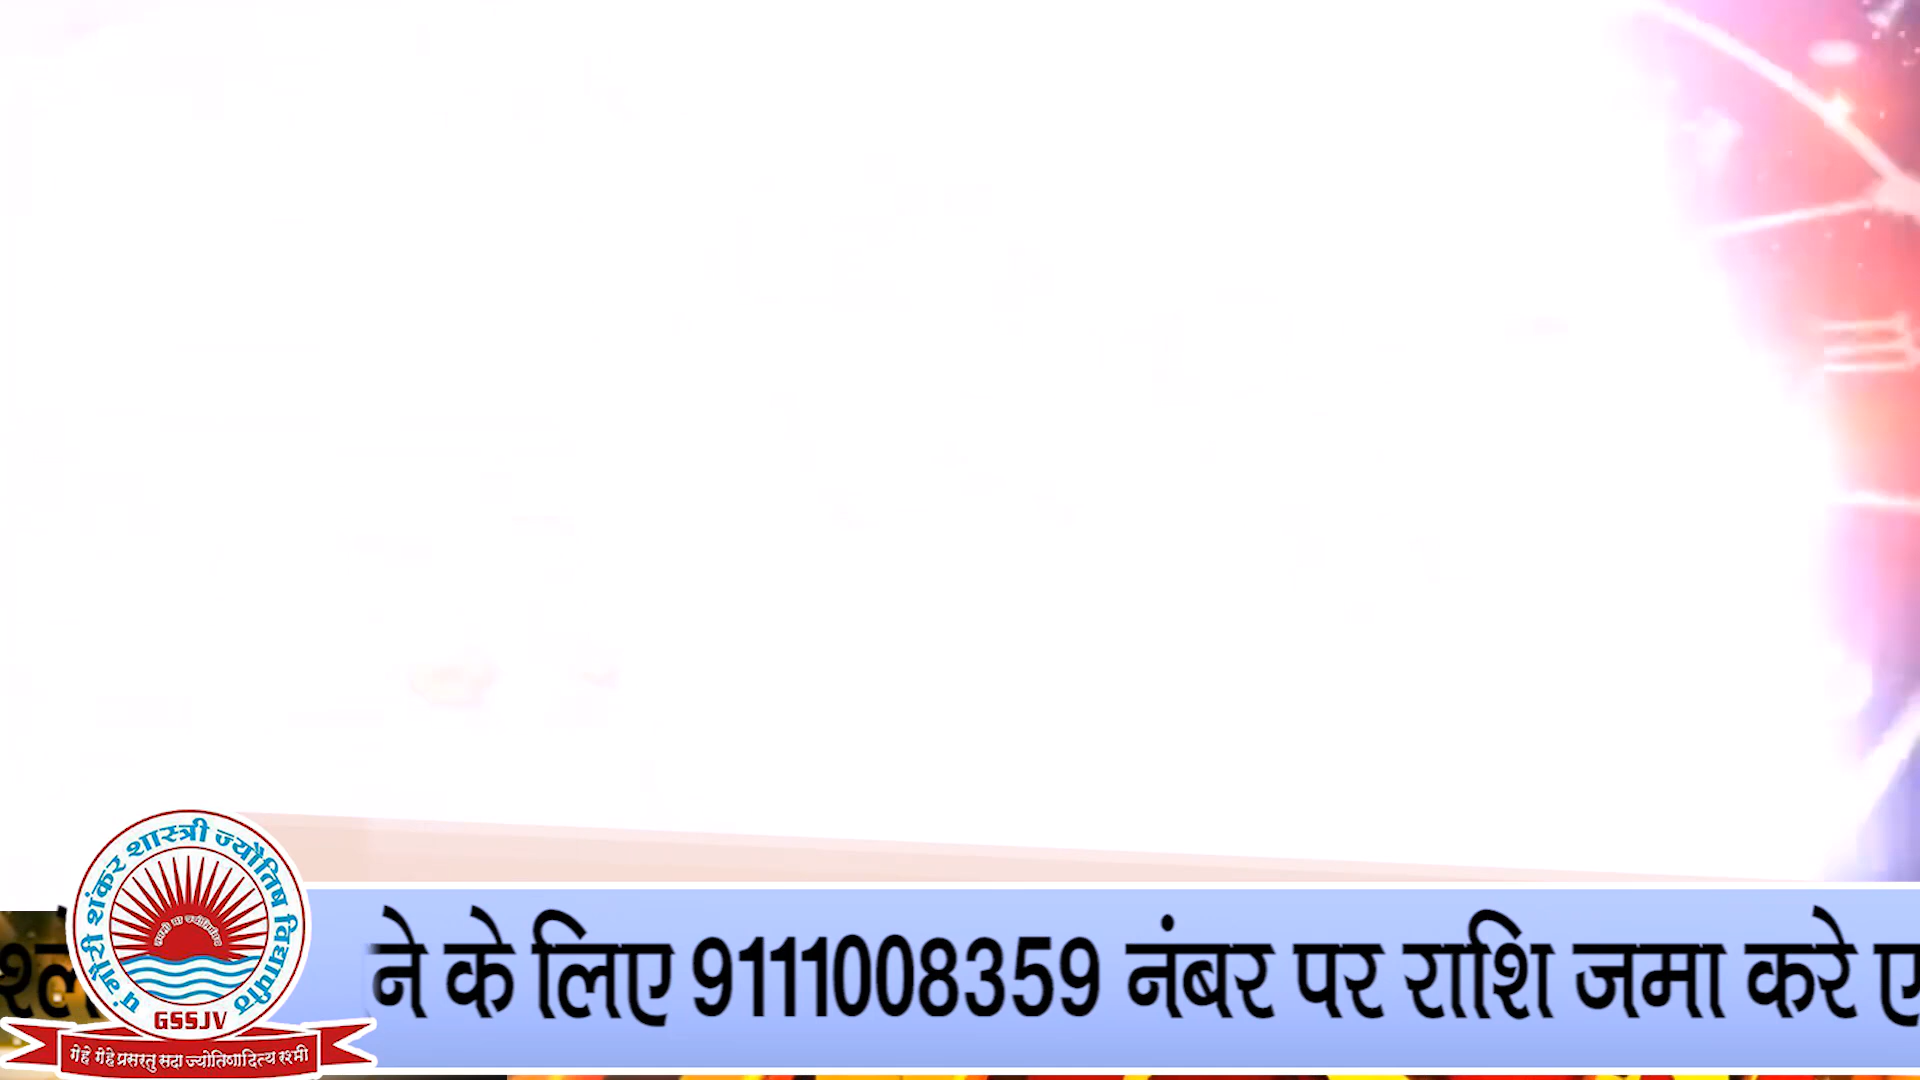 पं. गौरी शंकर शास्त्री ज्यौतिष विद्यापीठ
GSSJV
गेहे गेहे प्रसरतु सदा ज्योतिषादित्य रश्मी
ने के लिए 9111008359 नंबर पर राशि जमा करे